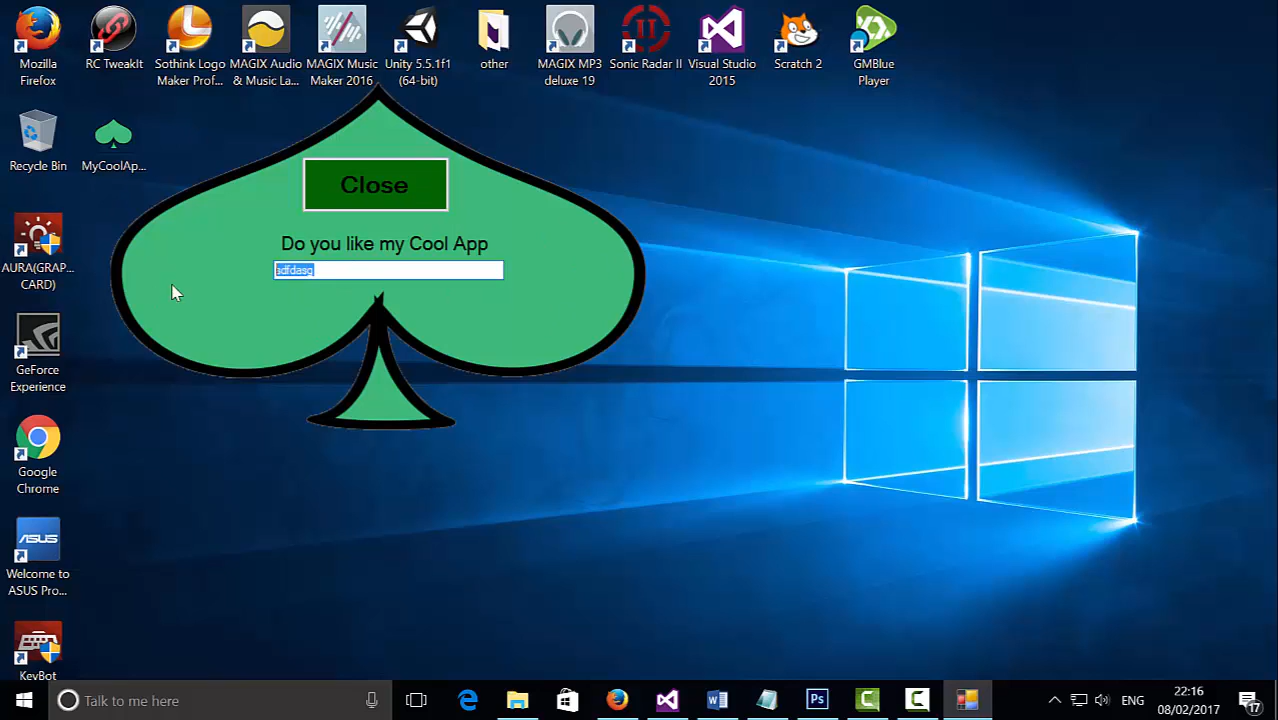 Mozilla
Firefox
RC TweakIt
Sothink Logo
Maker Prof...
MAGIX Audio
& Music La...
MAGIX Music
Maker 2016
Unity 5.5.1f1
(64-bit)
other
MAGIX MP3
deluxe 19
Sonic Radar II
Visual Studio
2015
Scratch 2
GMBlue
Player
Recycle Bin
MyCoolAp...
Close
Do you like my Cool App
sdfdasg
AURA(GRAP...
CARD)
GeForce
Experience
Google
Chrome
ASUS
Welcome to
ASUS Pro...
KeyBot
Talk to me here
Ps
ENG
22:16
08/02/2017
17